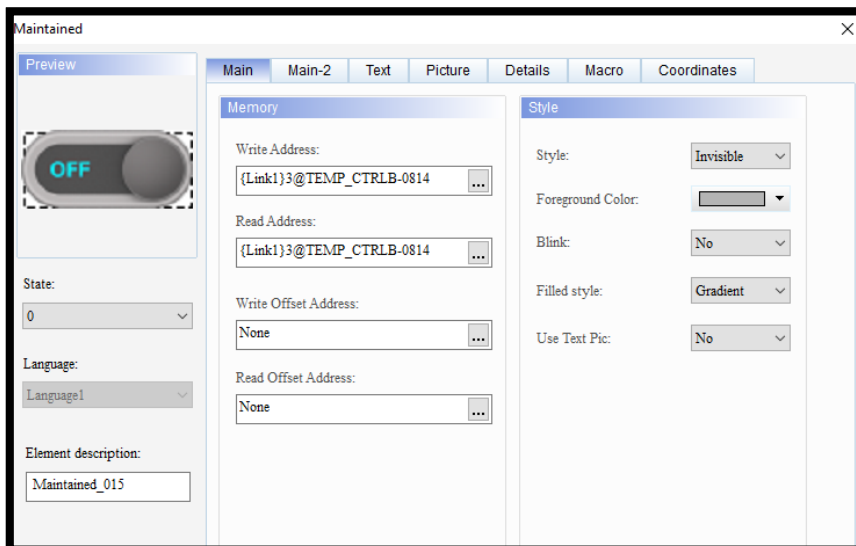 Maintained
Preview
OFF
State:
0
Language:
Language1
Element description:
Maintained_015
Main
Main-2
Text
Picture
Details
Macro
Coordinates
Memory
Write Address:
{Link1}3@TEMP_CTRLB-0814
...
Read Address:
{Link1}3@TEMP_CTRLB-0814
...
Write Offset Address:
None
...
Read Offset Address:
None
...
Style
Style:
Invisible
Foreground Color:
Blink:
No
Filled style:
Gradient
Use Text Pic:
No